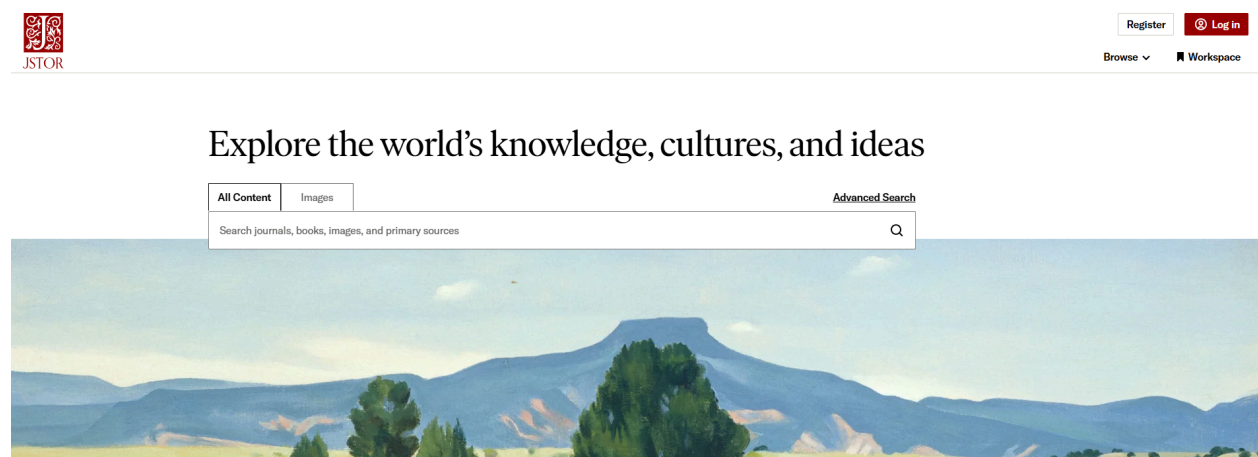 JSTOR
Register
Log in
Browse
Workspace
Explore the world's knowledge, cultures, and ideas
All Content
Images
Advanced Search
Search journals, books, images, and primary sources